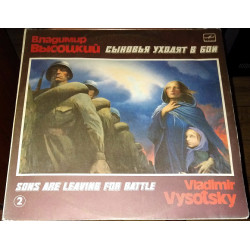 Владимир
Высоцкий
СЫНОВЬЯ УХОДЯТ В БОЙ
SONS ARE LEAVING FOR BATTLE
Vladimir
Vysotsky
2